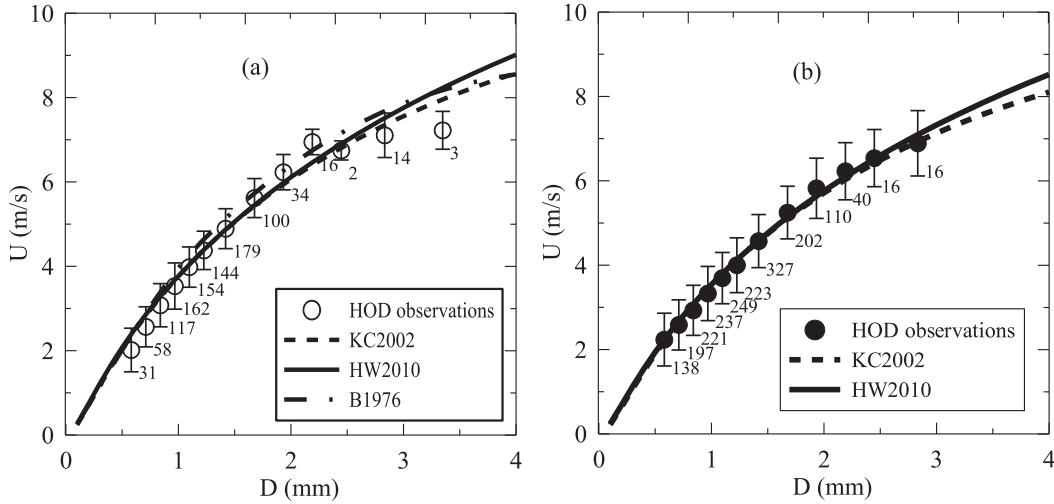 10
8
6
4
2
0
U (m/s)
(a)
31
58
117
162
154
144
179
100
34
16
2
14
3
HOD observations
KC2002
HW2010
B1976
0 1 2 3 4
D (mm)
10
8
6
4
2
0
U (m/s)
(b)
138
197
221
237
249
223
327
202
110
40
16
16
HOD observations
KC2002
HW2010
0 1 2 3 4
D (mm)